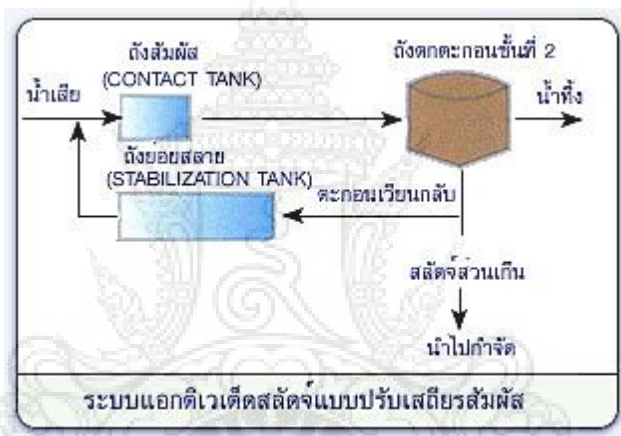 ถังสัมผัส
(CONTACT TANK)
ถังตกตะกอนชั้นที่ 2
น้ำเสีย
น้ำทิ้ง
ถังย่อยสลาย
(STABILIZATION TANK)
ตะกอนเวียนกลับ
สลัดจ์ส่วนเกิน
นำไปกำจัด
ระบบแอกติเวเต็ดสลัดจ์แบบปรับเสถียรสัมผัส